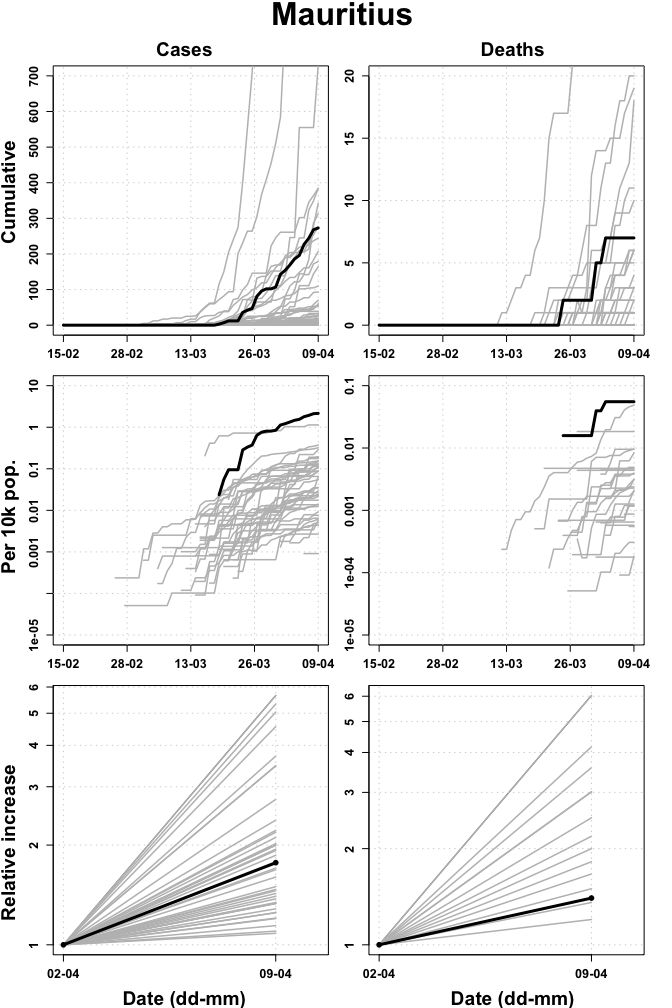 Mauritius
Cases
Deaths
Cumulative
700
600
500
400
300
200
100
0
15-02 28-02 13-03 26-03 09-04
20
15
10
5
0
15-02 28-02 13-03 26-03 09-04
Per 10k pop.
10
1
0.1
0.01
0.001
1e-05
15-02 28-02 13-03 26-03 09-04
0.1
0.01
0.001
1e-04
1e-05
15-02 28-02 13-03 26-03 09-04
Relative increase
6
5
4
3
2
1
02-04 09-04
Date (dd-mm)
6
5
4
3
2
1
02-04 09-04
Date (dd-mm)